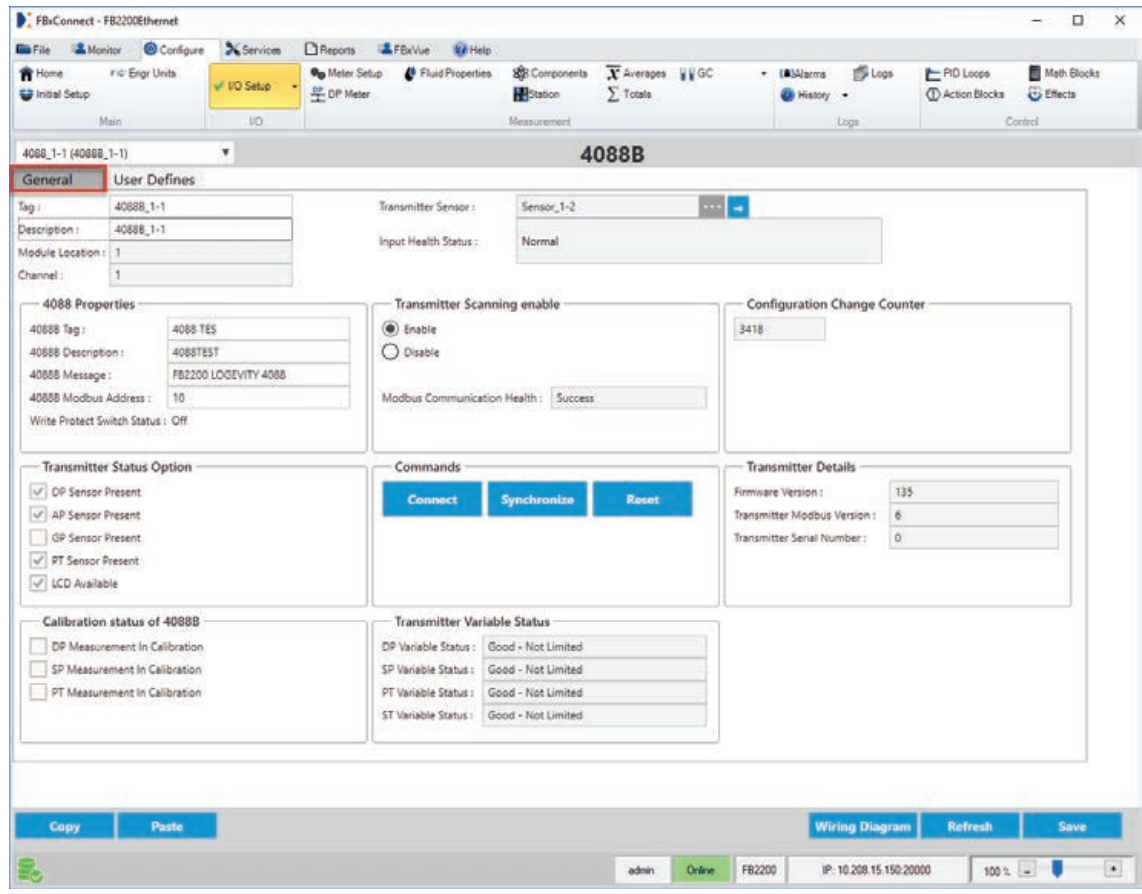 FBxConnect - FB2200Ethernet
File Monitor Configure Services Reports FBxVue Help
Home Engr Units I/O Setup Meter Setup Fluid Properties Components Averages GC Alarms Logs PID Loops Math Blocks
Initial Setup DP Meter Station Totals History Action Blocks Effects
Main I/O Measurement Logs Control
4088_1-1 (4088B_1-1) 4088B
General User Defines
Tag : 4088B_1-1 Transmitter Sensor : Sensor_1-2
Description : 4088B_1-1
Input Health Status : Normal
Module Location : 1
Channel : 1
4088 Properties Transmitter Scanning enable Configuration Change Counter
4088B Tag : 4088 TES Enable 3418
4088B Description : 4088TEST Disable
4088B Message : FB2200 LOGEVITY 4088
4088B Modbus Address : 10 Modbus Communication Health : Success
Write Protect Switch Status : Off
Transmitter Status Option Commands Transmitter Details
DP Sensor Present Connect Synchronize Reset Firmware Version : 135
AP Sensor Present Transmitter Modbus Version : 6
GP Sensor Present Transmitter Serial Number : 0
PT Sensor Present
LCD Available
Calibration status of 4088B Transmitter Variable Status
DP Measurement In Calibration DP Variable Status : Good - Not Limited
SP Measurement In Calibration SP Variable Status : Good - Not Limited
PT Measurement In Calibration PT Variable Status : Good - Not Limited
ST Variable Status : Good - Not Limited
Copy Paste Wiring Diagram Refresh Save
admin Online FB2200 IP: 10.208.15.150:20000 100 %